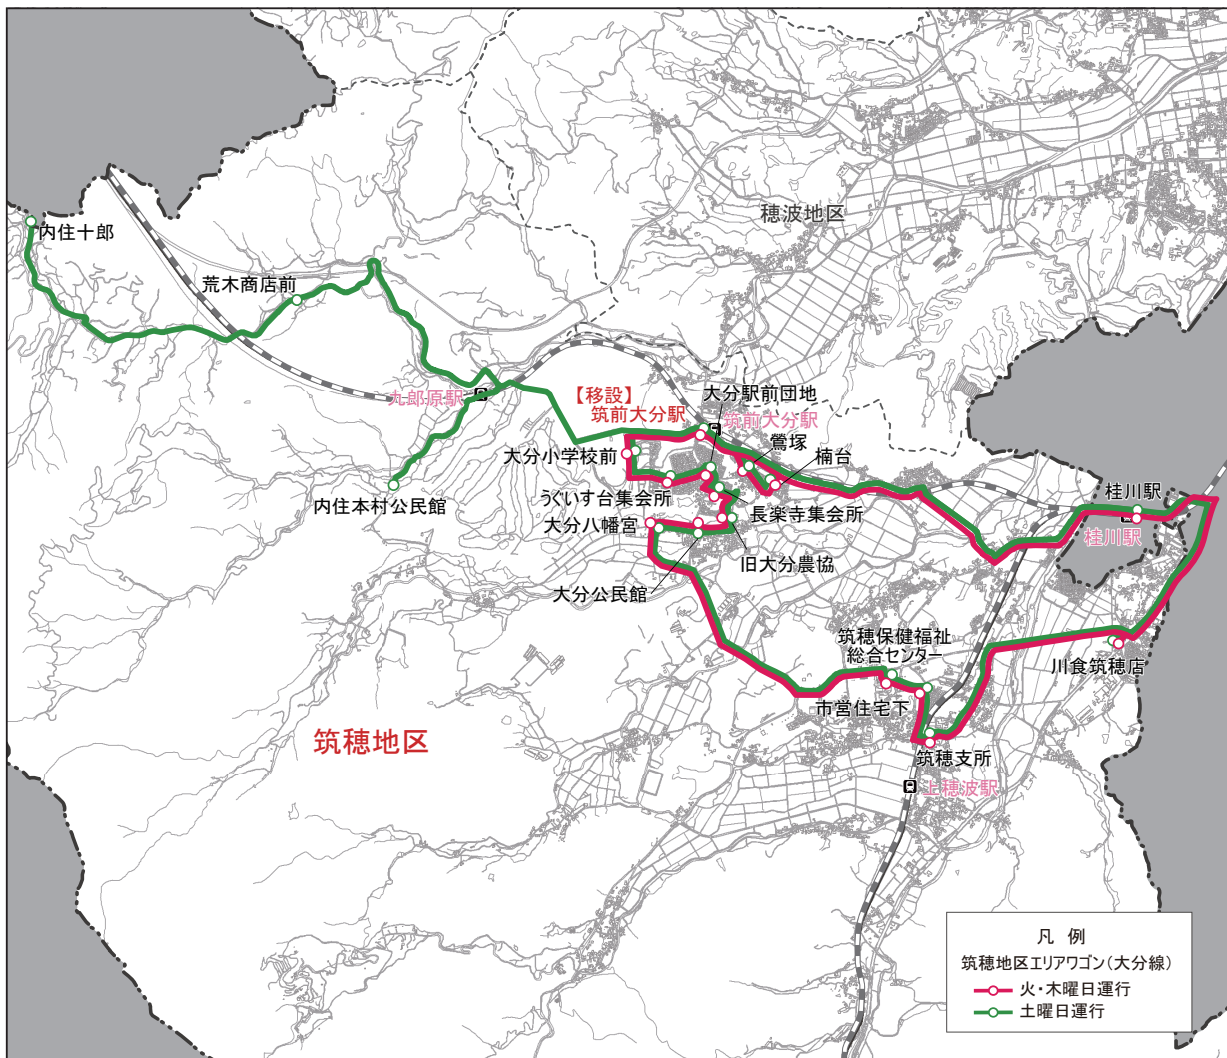 穂波地区
内住十郎
荒木商店前
九郎原駅
【移設】
筑前大分駅
大分駅前団地
筑前大分駅
鶯塚
楠台
大分小学校前
うぐいす台集会所
内住本村公民館
大分八幡宮
長楽寺集会所
旧大分農協
大分公民館
桂川駅
桂川駅
筑穂保健福祉
総合センター
川食筑穂店
市営住宅下
筑穂支所
筑穂地区
上穂波駅
凡 例
筑穂地区エリアワゴン(大分線)
火・木曜日運行
土曜日運行